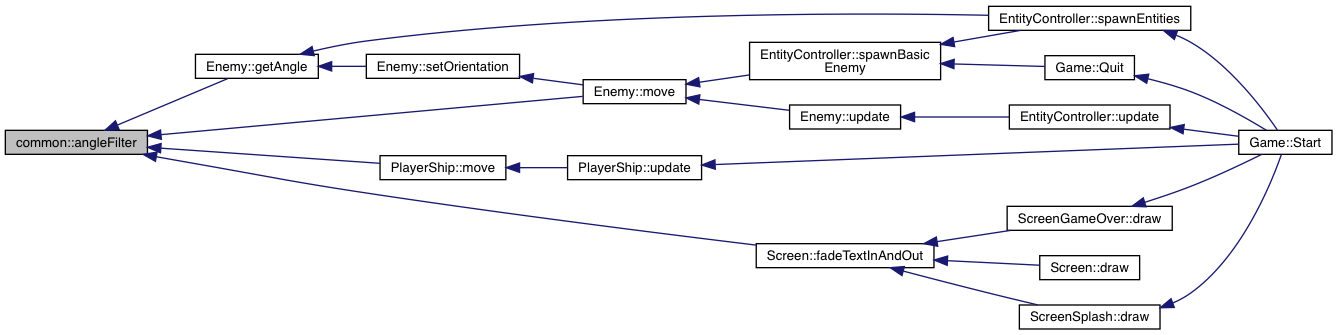 EntityController::spawnEntities
Enemy::getAngle
Enemy::setOrientation
EntityController::spawnBasic
Enemy
Game::Quit
Enemy::move
Enemy::update
EntityController::update
common::angleFilter
Game::Start
PlayerShip::move
PlayerShip::update
ScreenGameOver::draw
Screen::fadeTextInAndOut
Screen::draw
ScreenSplash::draw